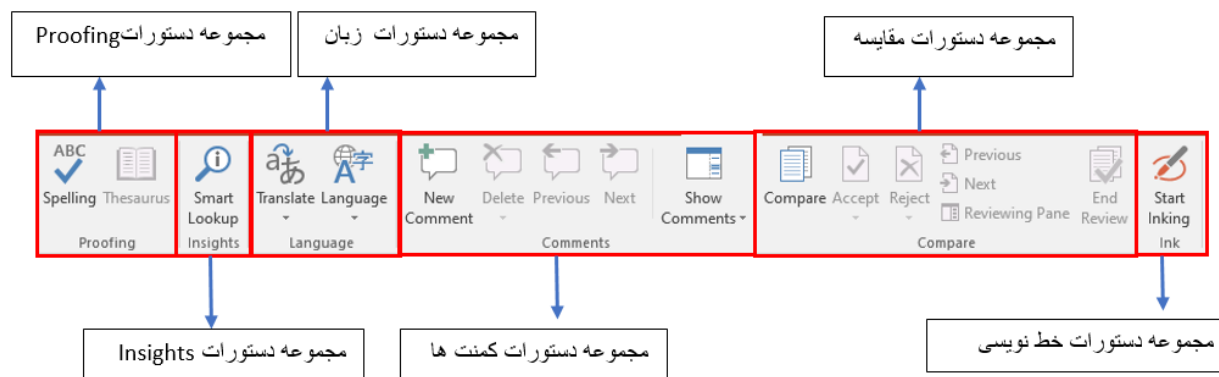 مجموعه دستوراتProofing
مجموعه دستورات زبان
مجموعه دستورات مقایسه
ABC
Spelling Thesaurus
Proofing
Smart
Lookup
Insights
Translate Language
Language
New
Comment
Delete Previous Next
Show
Comments
Comments
Compare Accept Reject
Previous
Next
Reviewing Pane
End
Review
Compare
Start
Inking
Ink
مجموعه دستورات Insights
مجموعه دستورات کمنت ها
مجموعه دستورات خط نویسی